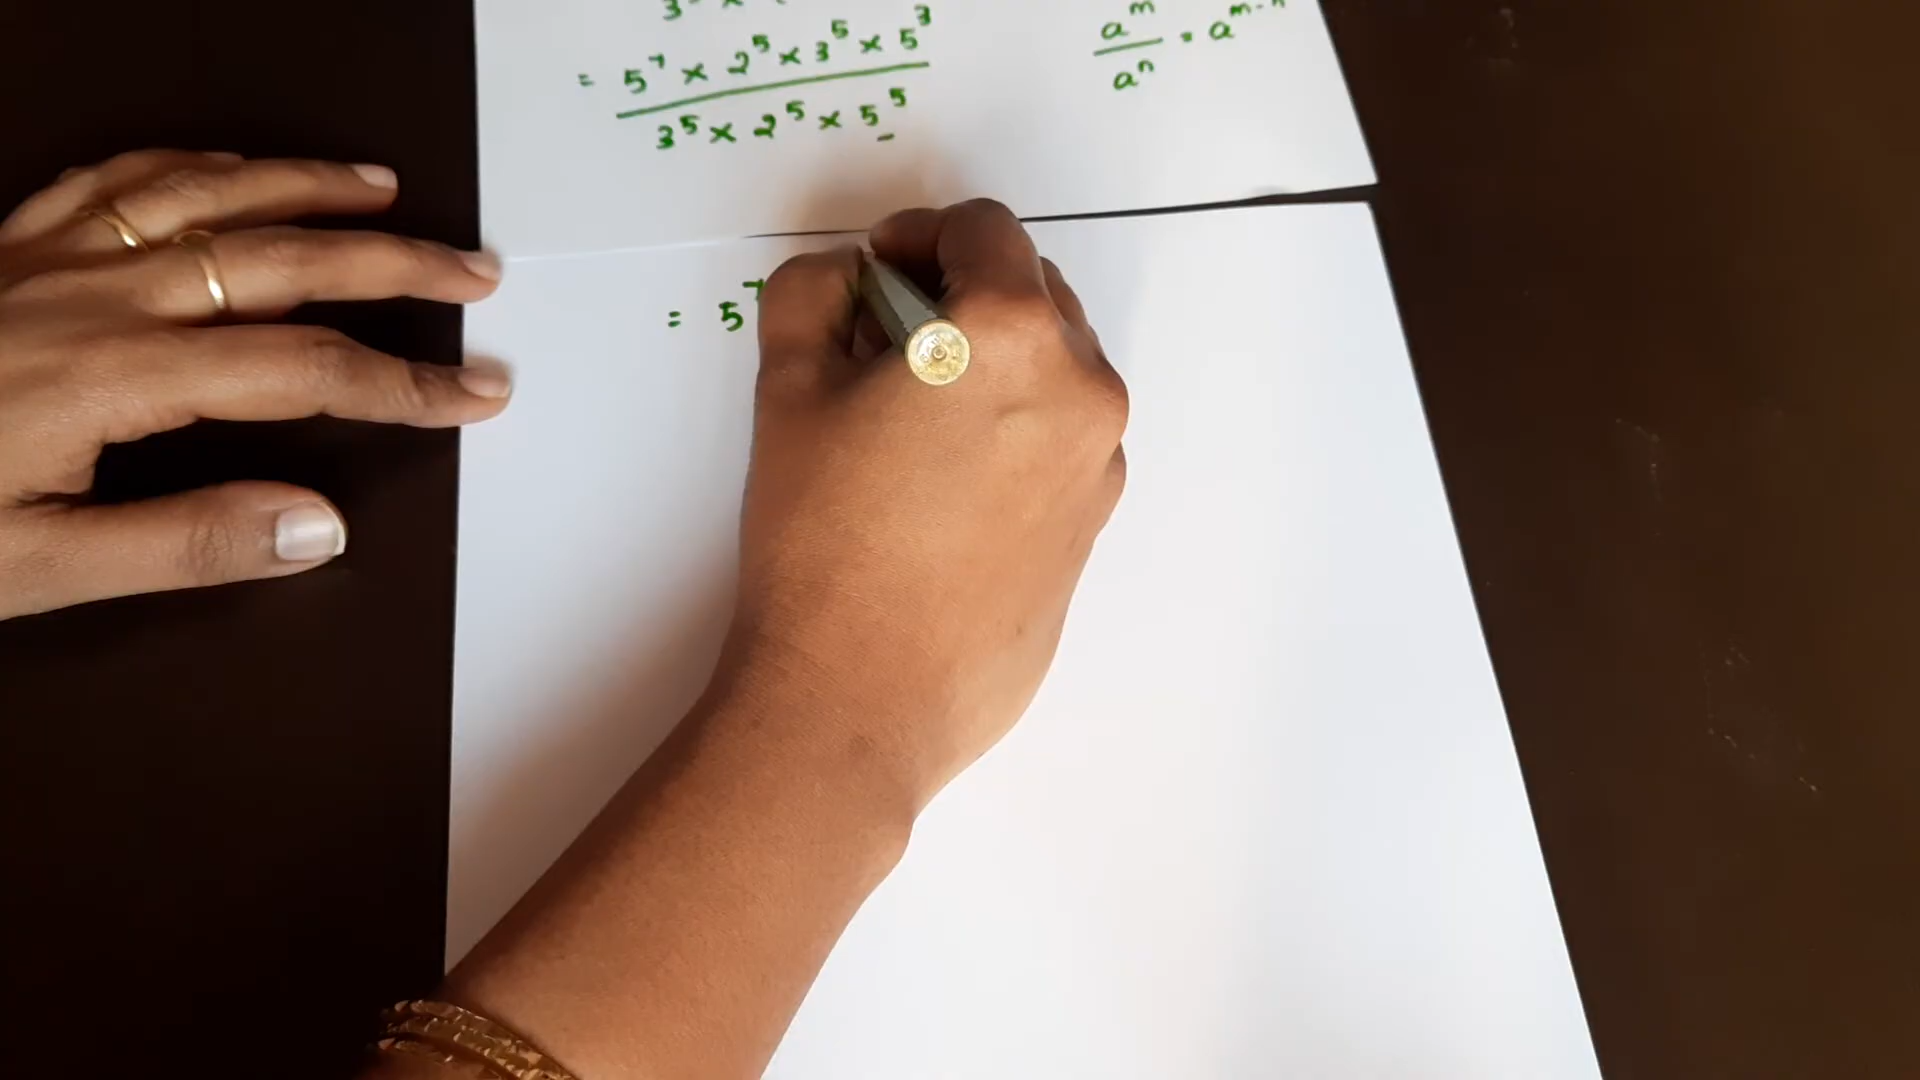 = 5⁷ × 2⁵ × 3⁵ × 5³
3⁵ × 2⁵ × 5⁵
aᵐ = aᵐ⁻ⁿ
aⁿ
= 5⁷